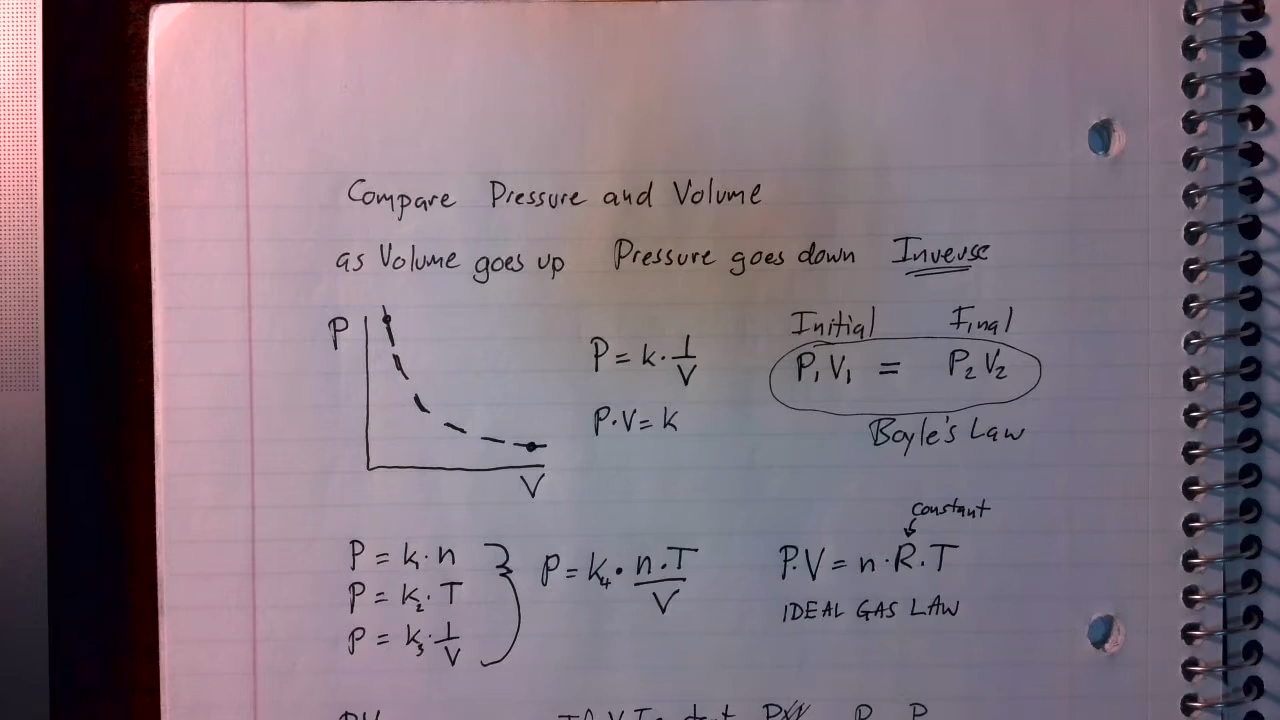 Compare Pressure and Volume
as Volume goes up Pressure goes down Inverse
P
V
P = k · 1/V
P·V = k
Initial Final
P₁V₁ = P₂V₂
Boyle's Law
P = k₁ · n
P = k₂ · T
P = k₃ · 1/V
P = k₄ · n.T/V
constant
P.V = n · R . T
IDEAL GAS LAW